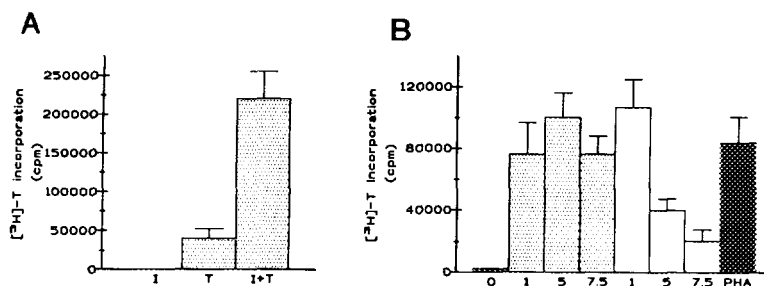 A
[³H]-T incorporation
(cpm)
250000
200000
150000
100000
50000
0
I
T
I+T
B
[³H]-T incorporation
(cpm)
120000
80000
40000
0
0
1
5
7.5
1
5
7.5
PHA